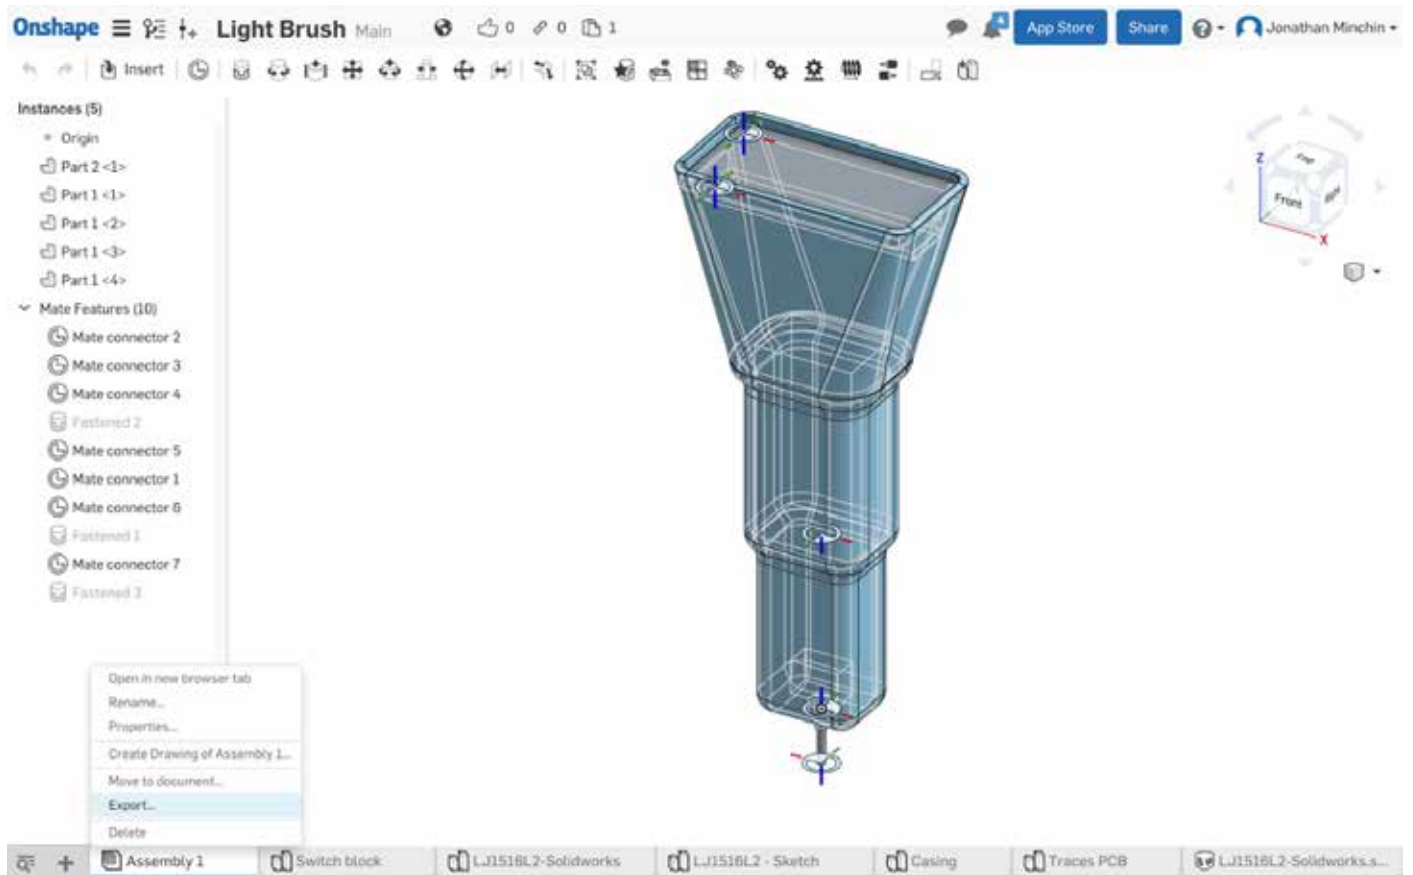 Onshape Light Brush Main 0 0 1 App Store Share Jonathan Minchin
Insert
Instances (5)
Origin
Part 2 <1>
Part 1 <1>
Part 1 <2>
Part 1 <3>
Part 1 <4>
Mate Features (10)
Mate connector 2
Mate connector 3
Mate connector 4
Fastened 2
Mate connector 5
Mate connector 1
Mate connector 6
Fastened 1
Mate connector 7
Fastened 3
Z
Top
Front
Right
X
Open in new browser tab
Rename...
Properties...
Create Drawing of Assembly 1...
Move to document...
Export...
Delete
Assembly 1 Switch block LJ1516L2-Solidworks LJ1516L2 - Sketch Casing Traces PCB LJ1516L2-Solidworks.s...